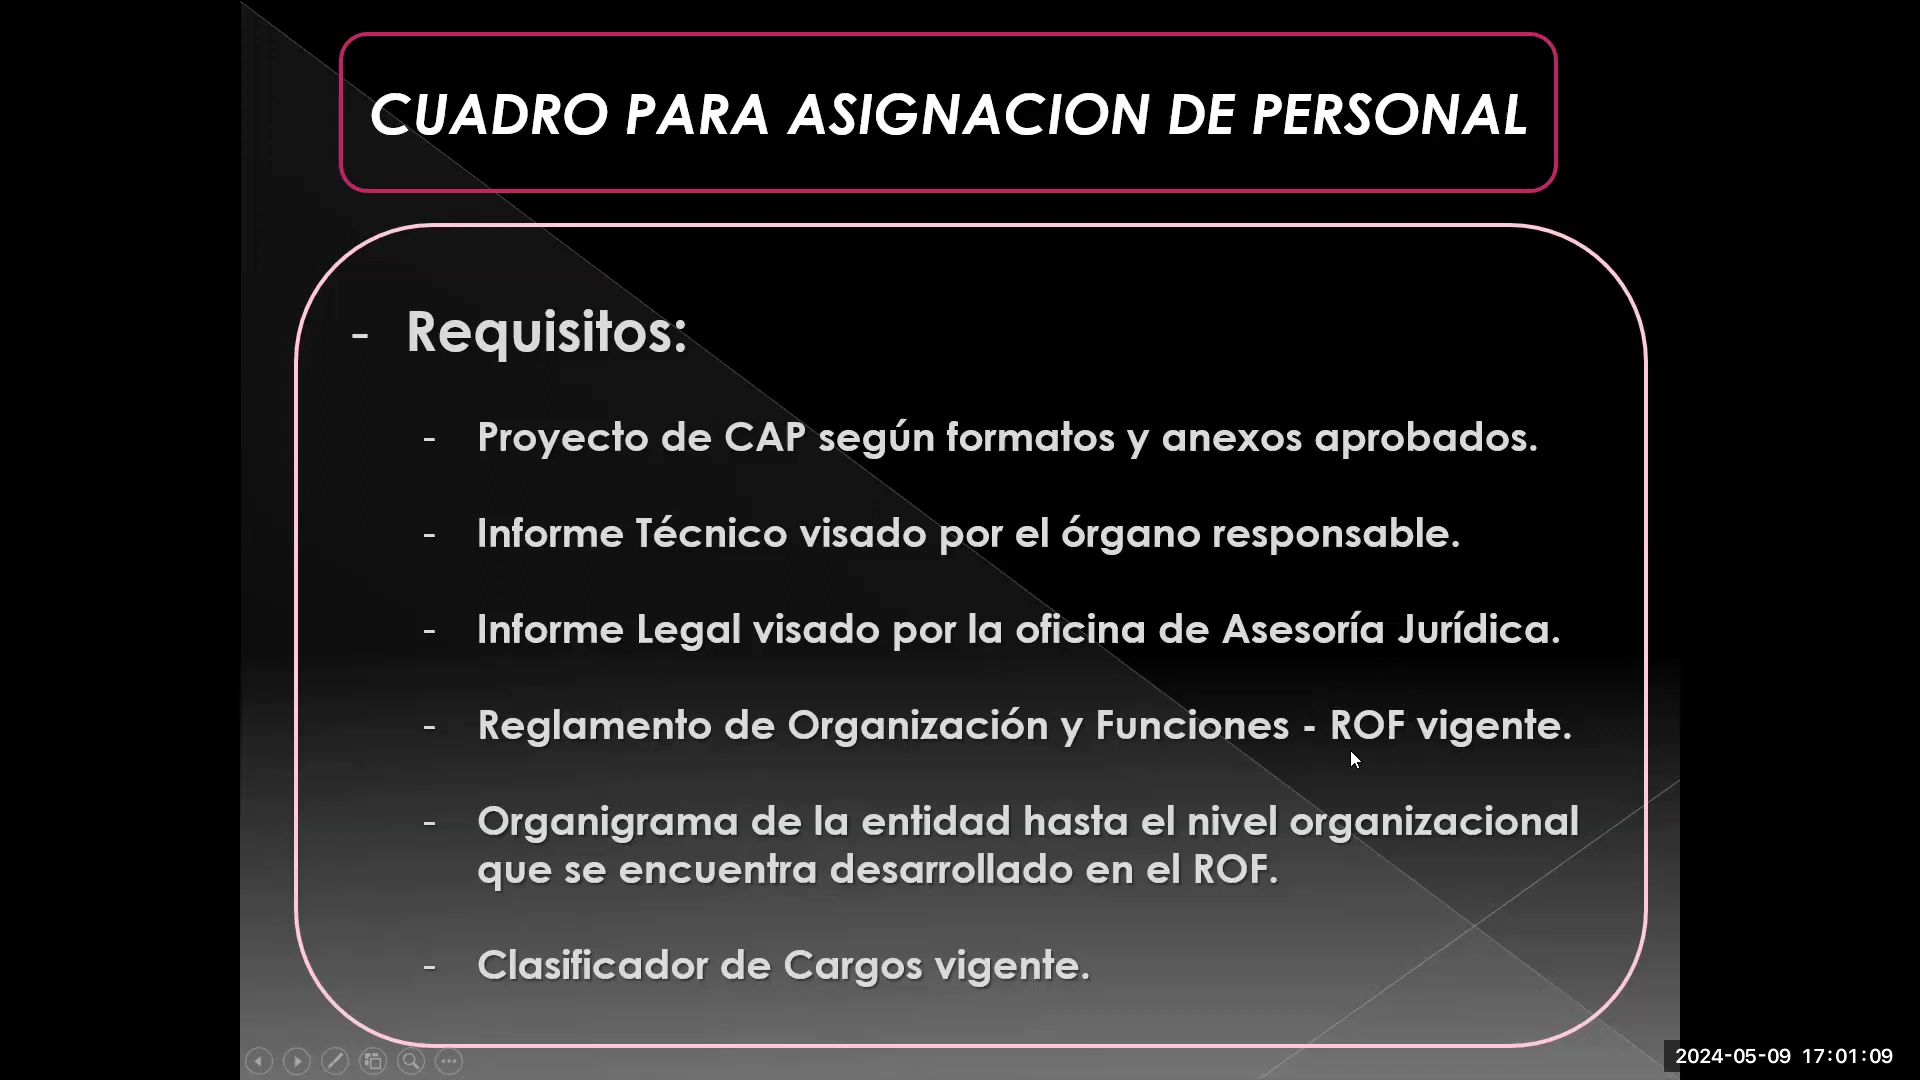 CUADRO PARA ASIGNACION DE PERSONAL
- Requisitos:
- Proyecto de CAP según formatos y anexos aprobados.
- Informe Técnico visado por el órgano responsable.
- Informe Legal visado por la oficina de Asesoría Jurídica.
- Reglamento de Organización y Funciones - ROF vigente.
- Organigrama de la entidad hasta el nivel organizacional
que se encuentra desarrollado en el ROF.
- Clasificador de Cargos vigente.
2024-05-09 17:01:09